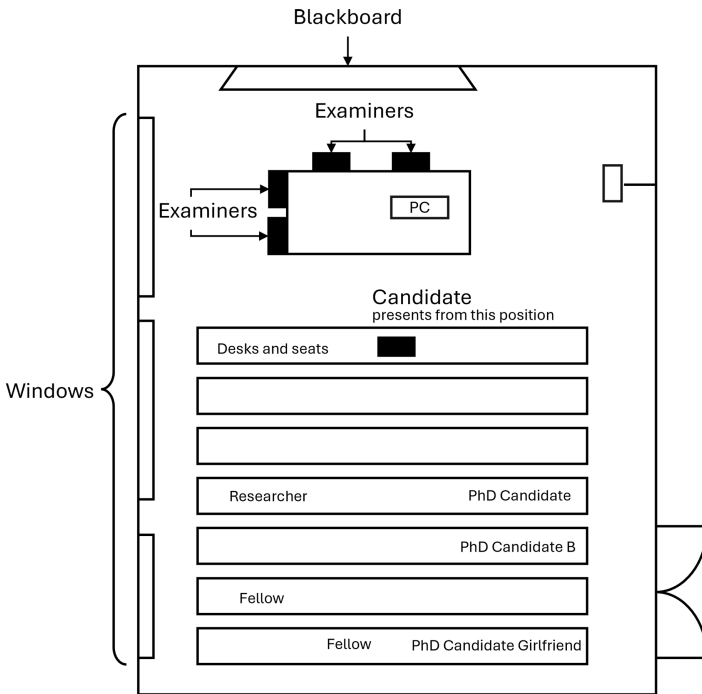 Blackboard
Examiners
Examiners
PC
Candidate
presents from this position
Desks and seats
Windows
Researcher
PhD Candidate
PhD Candidate B
Fellow
Fellow
PhD Candidate Girlfriend